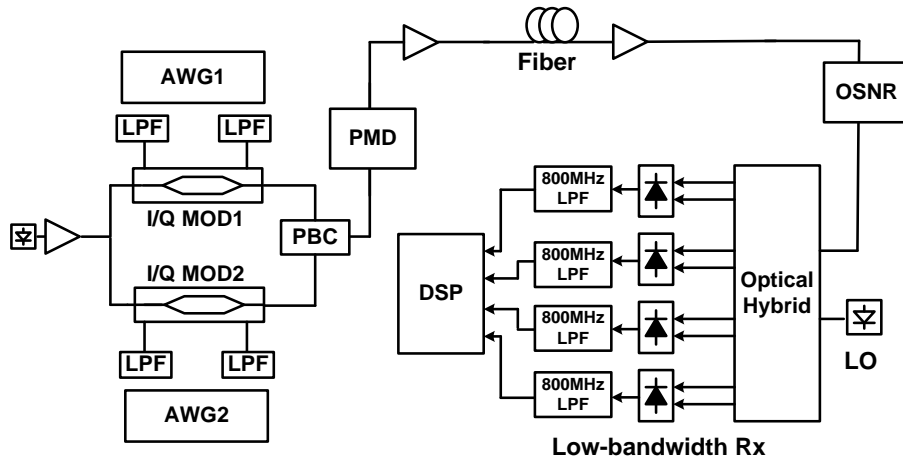 AWG1
LPF
LPF
I/Q MOD1
PBC
I/Q MOD2
LPF
LPF
AWG2
PMD
Fiber
OSNR
800MHz
LPF
800MHz
LPF
800MHz
LPF
800MHz
LPF
DSP
Optical
Hybrid
LO
Low-bandwidth Rx